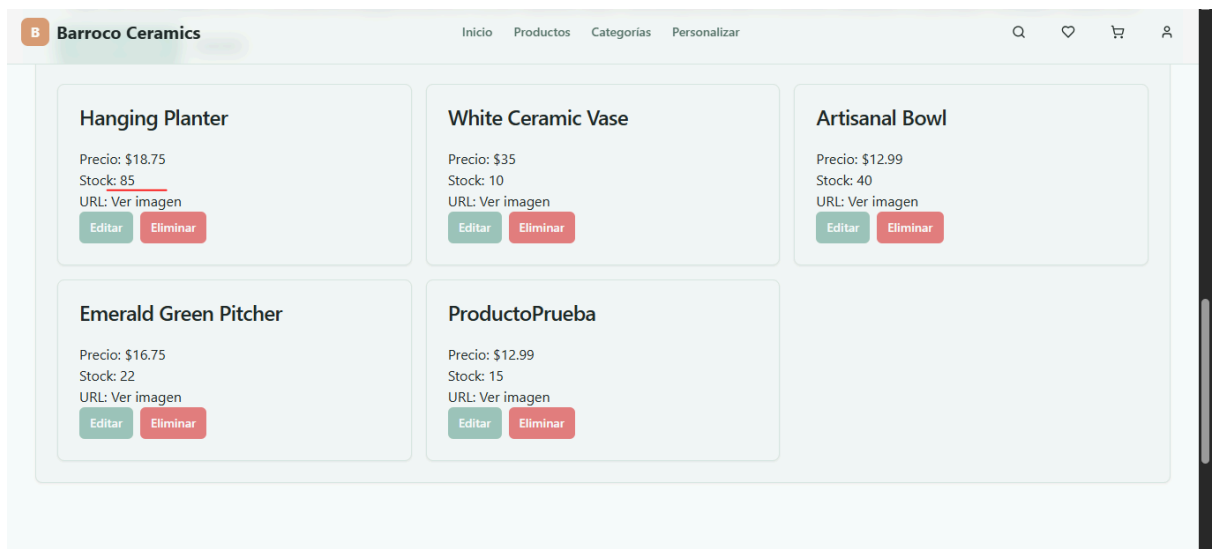 B Barroco Ceramics Inicio Productos Categorías Personalizar
Hanging Planter
Precio: $18.75
Stock: 85
URL: Ver imagen
Editar Eliminar
White Ceramic Vase
Precio: $35
Stock: 10
URL: Ver imagen
Editar Eliminar
Artisanal Bowl
Precio: $12.99
Stock: 40
URL: Ver imagen
Editar Eliminar
Emerald Green Pitcher
Precio: $16.75
Stock: 22
URL: Ver imagen
Editar Eliminar
ProductoPrueba
Precio: $12.99
Stock: 15
URL: Ver imagen
Editar Eliminar